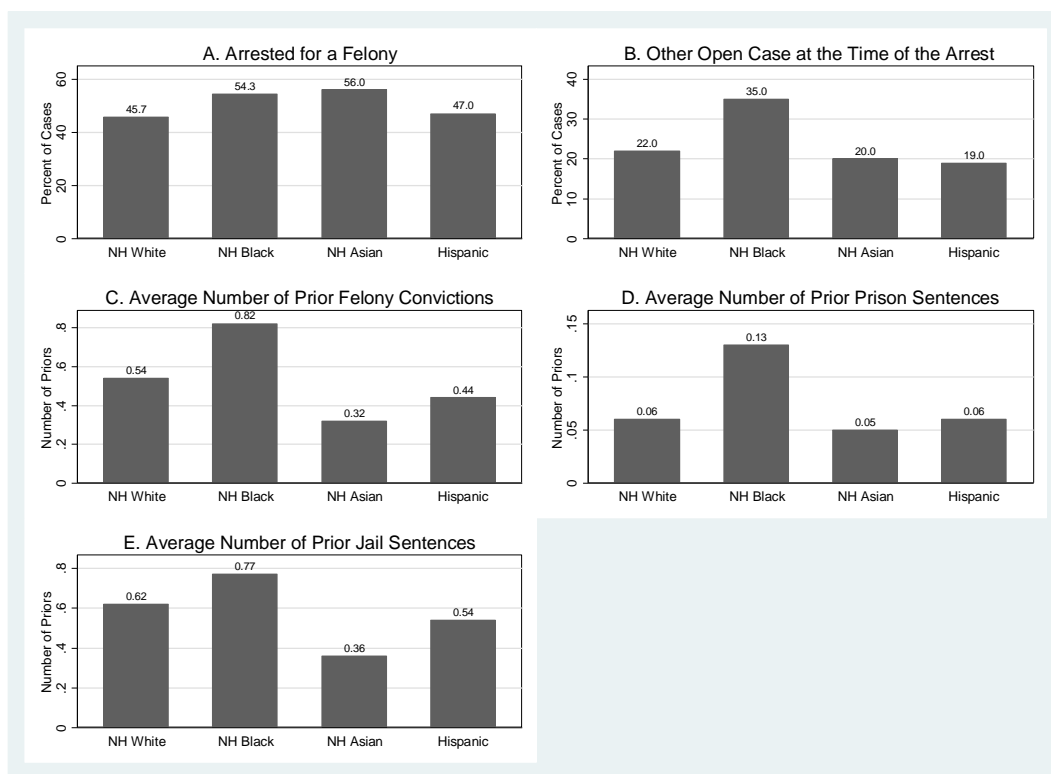 A. Arrested for a Felony
Percent of Cases
60
40
20
0
45.7
54.3
56.0
47.0
NH White NH Black NH Asian Hispanic
B. Other Open Case at the Time of the Arrest
Percent of Cases
40
30
20
10
0
22.0
35.0
20.0
19.0
NH White NH Black NH Asian Hispanic
C. Average Number of Prior Felony Convictions
Number of Priors
.8
.6
.4
.2
0
0.54
0.82
0.32
0.44
NH White NH Black NH Asian Hispanic
D. Average Number of Prior Prison Sentences
Number of Priors
.15
.1
.05
0
0.06
0.13
0.05
0.06
NH White NH Black NH Asian Hispanic
E. Average Number of Prior Jail Sentences
Number of Priors
.8
.6
.4
.2
0
0.62
0.77
0.36
0.54
NH White NH Black NH Asian Hispanic